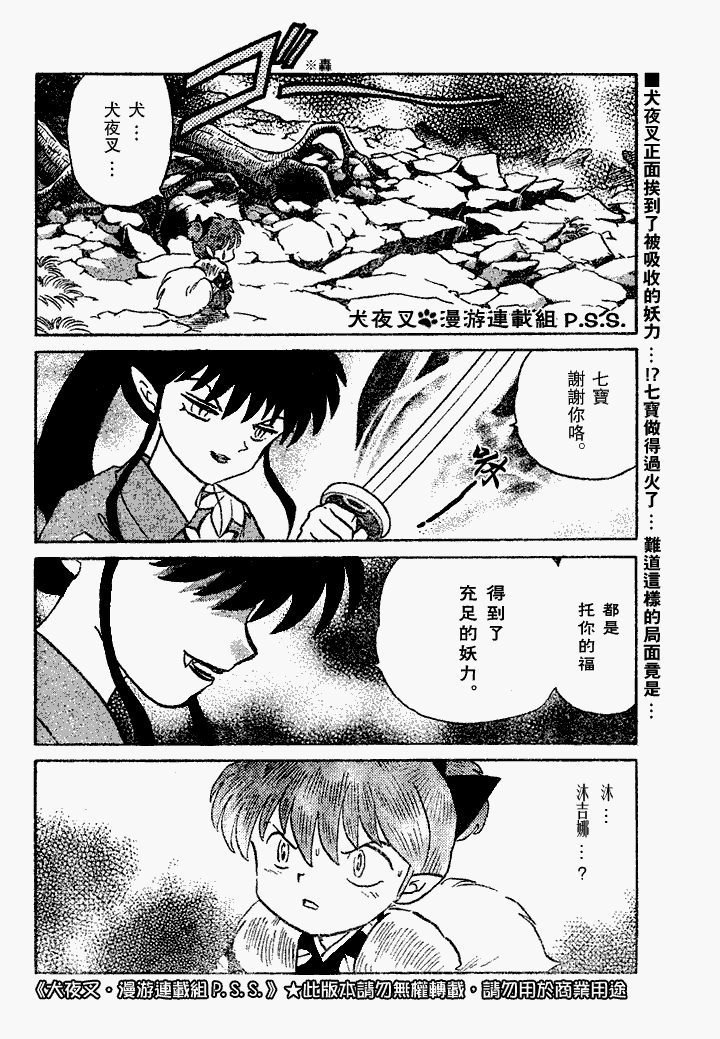 ※轟
■犬夜叉正面挨到了被吸收的妖力…!?七寶做得過火了… 難道這樣的局面竟是…
犬…
犬夜叉…
犬夜叉 漫游連載組 P.S.S.
七寶
謝謝你咯。
都是
托你的福
得到了
充足的妖力。
沐…
沐吉娜…?
《犬夜叉·漫游連載組P.S.S.》★此版本請勿無權轉載,請勿用於商業用途